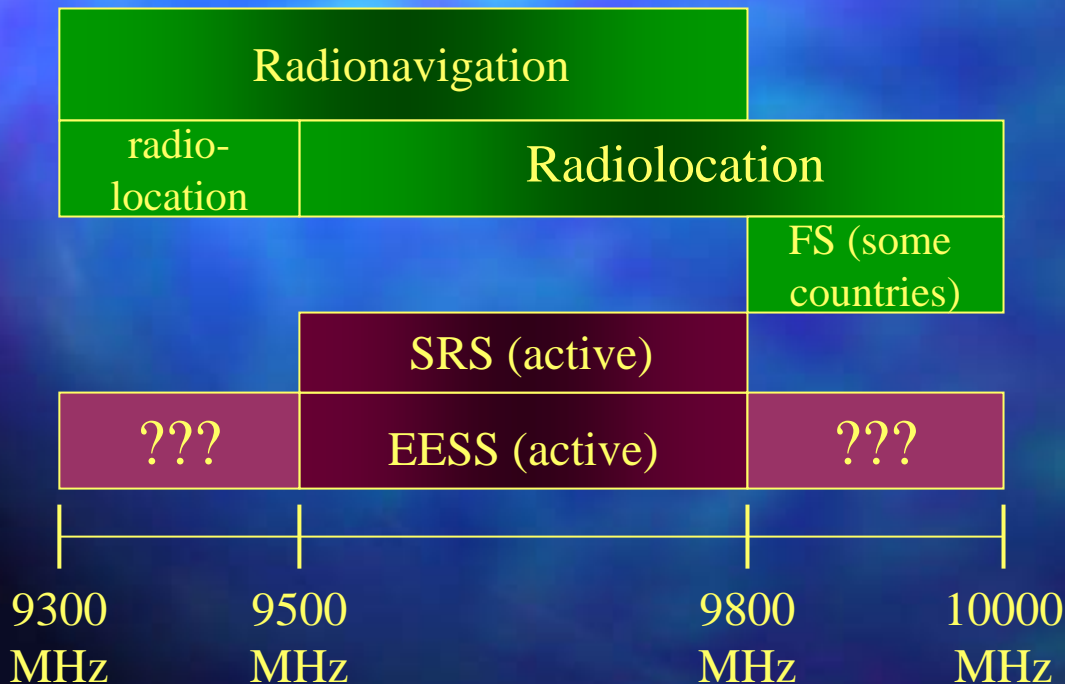 Radionavigation
radio-
location
Radiolocation
FS (some
countries)
SRS (active)
???
EESS (active)
???
9300
MHz
9500
MHz
9800
MHz
10000
MHz